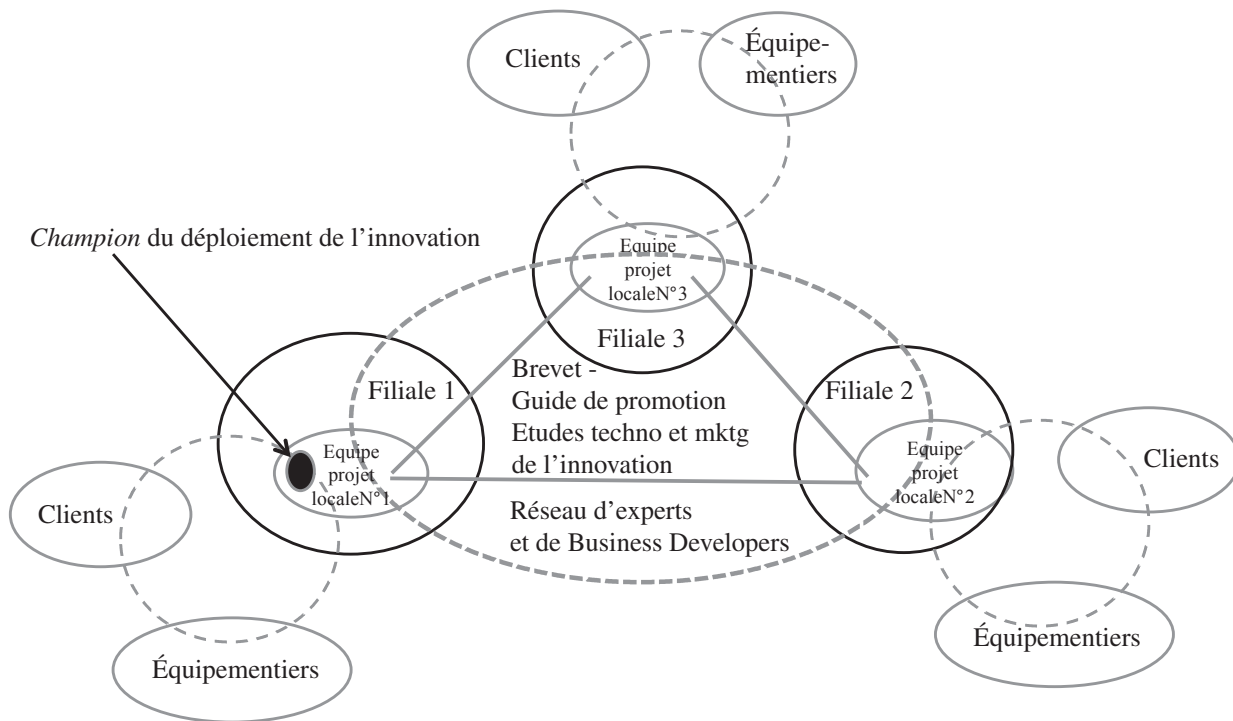 Clients
Équipe-
mentiers
Champion du déploiement de l’innovation
Equipe
projet
localeN°3
Filiale 3
Filiale 1
Brevet -
Guide de promotion
Etudes techno et mktg
de l’innovation
Filiale 2
Equipe
projet
localeN°1
Equipe
projet
localeN°2
Clients
Clients
Réseau d’experts
et de Business Developers
Équipementiers
Équipementiers